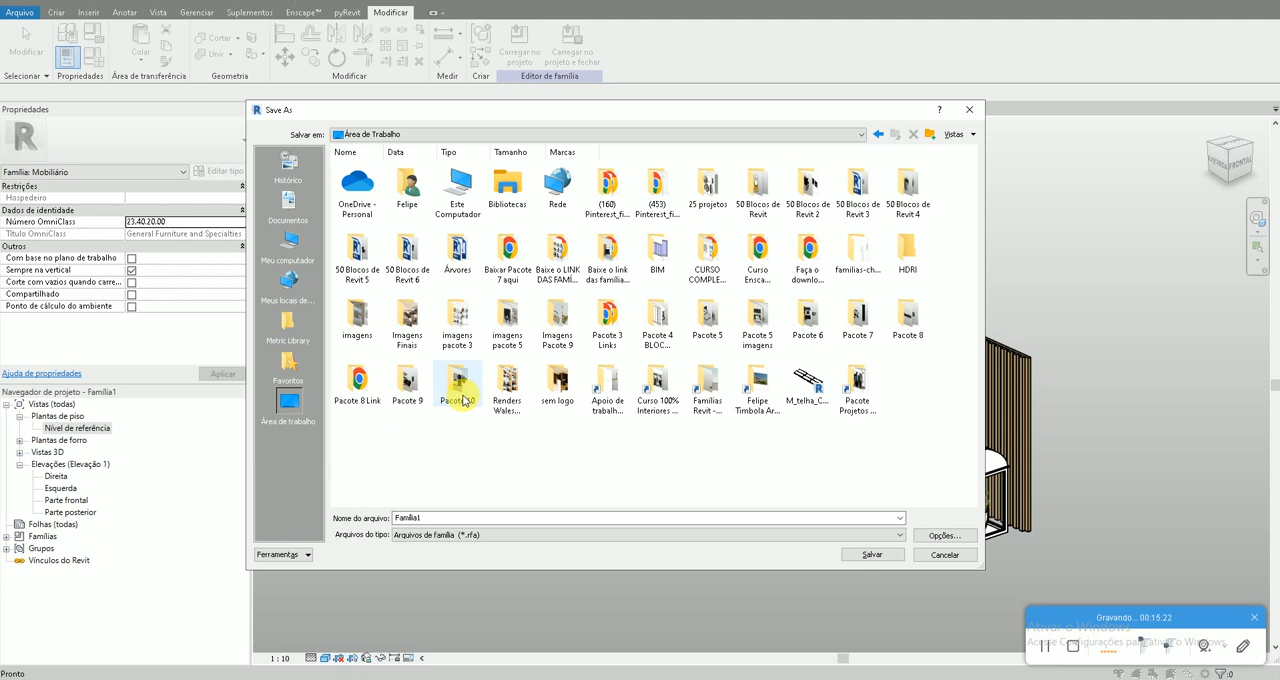 Arquivo Criar Inserir Anotar Vista Gerenciar Suplementos Enscape™ pyRevit Modificar
Modificar
Selecionar
Propriedades
Colar
Área de transferência
Cortar
Unir
Geometria
Modificar
Medir
Criar
Carregar no projeto
Carregar no projeto e fechar
Editor de família
Propriedades
Família: Mobiliário
Editar tipo
Restrições
Hospedeiro
Dados de identidade
Número OmniClass 23.40.20.00
Título OmniClass General Furniture and Specialties
Outros
Com base no plano de trabalho
Sempre na vertical
Corte com vazios quando carre...
Compartilhado
Ponto de cálculo do ambiente
Ajuda de propriedades
Aplicar
Navegador de projeto - Família1
Vistas (todas)
Plantas de piso
Nível de referência
Plantas de forro
Vistas 3D
Elevações (Elevação 1)
Direita
Esquerda
Parte frontal
Parte posterior
Folhas (todas)
Famílias
Grupos
Vínculos do Revit
Save As
?
Salvar em: Área de Trabalho
Vistas
Histórico
Documentos
Meu computador
Meus locais de...
Metric Library
Favoritos
Área de trabalho
Nome Data Tipo Tamanho Marcas
OneDrive - Personal
Felipe
Este Computador
Bibliotecas
Rede
(160) Pinterest_fi...
(453) Pinterest_fi...
25 projetos
50 Blocos de Revit
50 Blocos de Revit 2
50 Blocos de Revit 3
50 Blocos de Revit 4
50 Blocos de Revit 5
50 Blocos de Revit 6
Árvores
Baixar Pacote 7 aqui
Baixe o LINK DAS FAMÍ...
Baixe o link das família...
BIM
CURSO COMPLE...
Curso Ensca...
Faça o downlo...
familias-ch...
HDRI
imagens
Imagens Finais
imagens pacote 3
imagens pacote 5
Imagens Pacote 9
Pacote 3 Links
Pacote 4 BLOC...
Pacote 5
Pacote 5 imagens
Pacote 6
Pacote 7
Pacote 8
Pacote 8 Link
Pacote 9
Renders Wales...
sem logo
Apoio de trabalh...
Curso 100% Interiores ...
Famílias Revit -...
Felipe Timbola Ar...
M_telha_C...
Pacote Projetos ...
Nome do arquivo: Família1
Arquivos do tipo: Arquivos de família (*.rfa)
Opções...
Ferramentas
Salvar
Cancelar
FRONTAL
Gravando... 00:15:22
Ativar o Windows
Acesse Configurações para ativar o Windows.
1 : 10
Pronto
:0